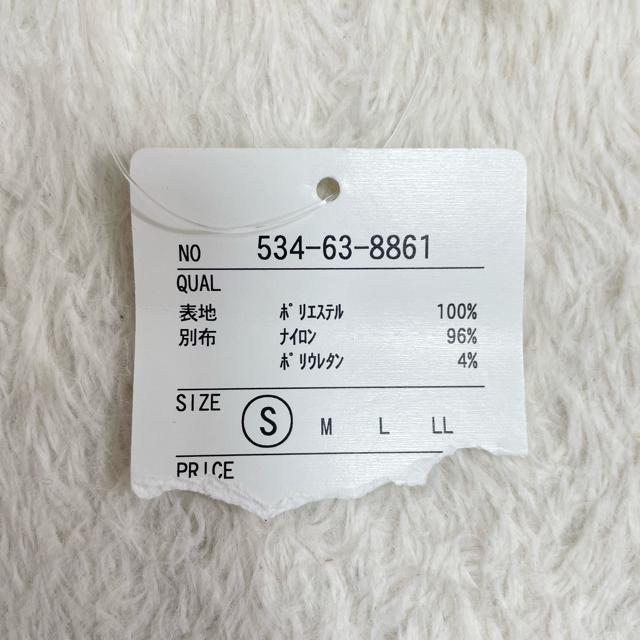 NO 534-63-8861
QUAL
表地 ﾎﾟﾘｴｽﾃﾙ 100%
別布 ﾅｲﾛﾝ 96%
ﾎﾟﾘｳﾚﾀﾝ 4%
SIZE S M L LL
PRICE